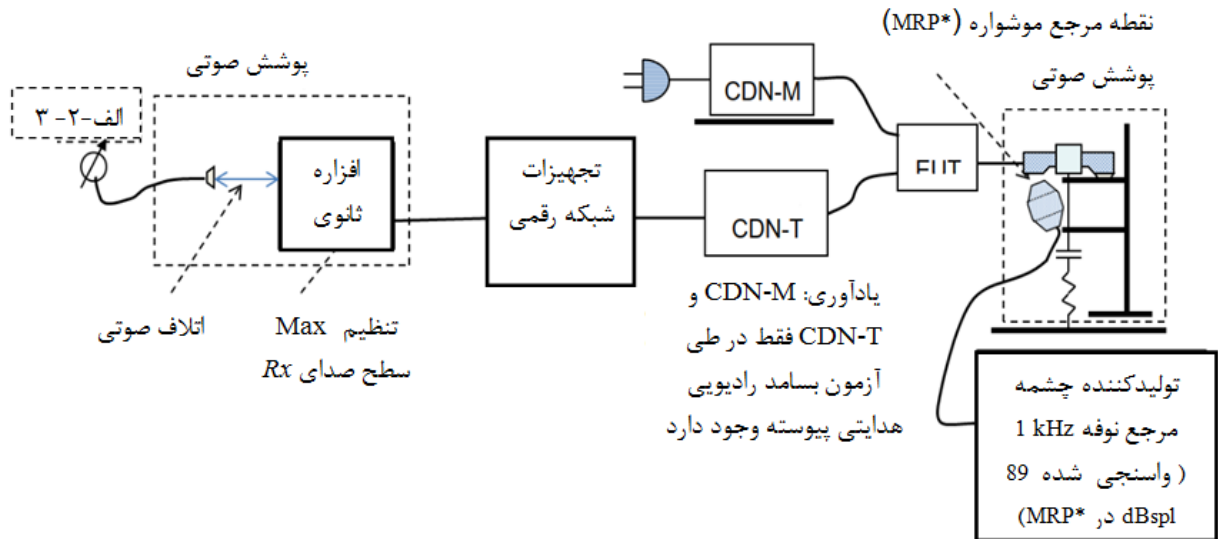 نقطه مرجع موشواره (MRP*)
پوشش صوتی
پوشش صوتی
الف-۲- ۳
CDN-M
افزاره
ثانوی
تجهیزات
شبکه رقمی
CDN-T
EUT
اتلاف صوتی
تنظیم Max
سطح صدای Rx
یادآوری: CDN-M و
CDN-T فقط در طی
آزمون بسامد رادیویی
هدایتی پیوسته وجود دارد
تولیدکننده چشمه
مرجع نوفه 1 kHz
( واسنجی شده 89
dBspl در MRP*)